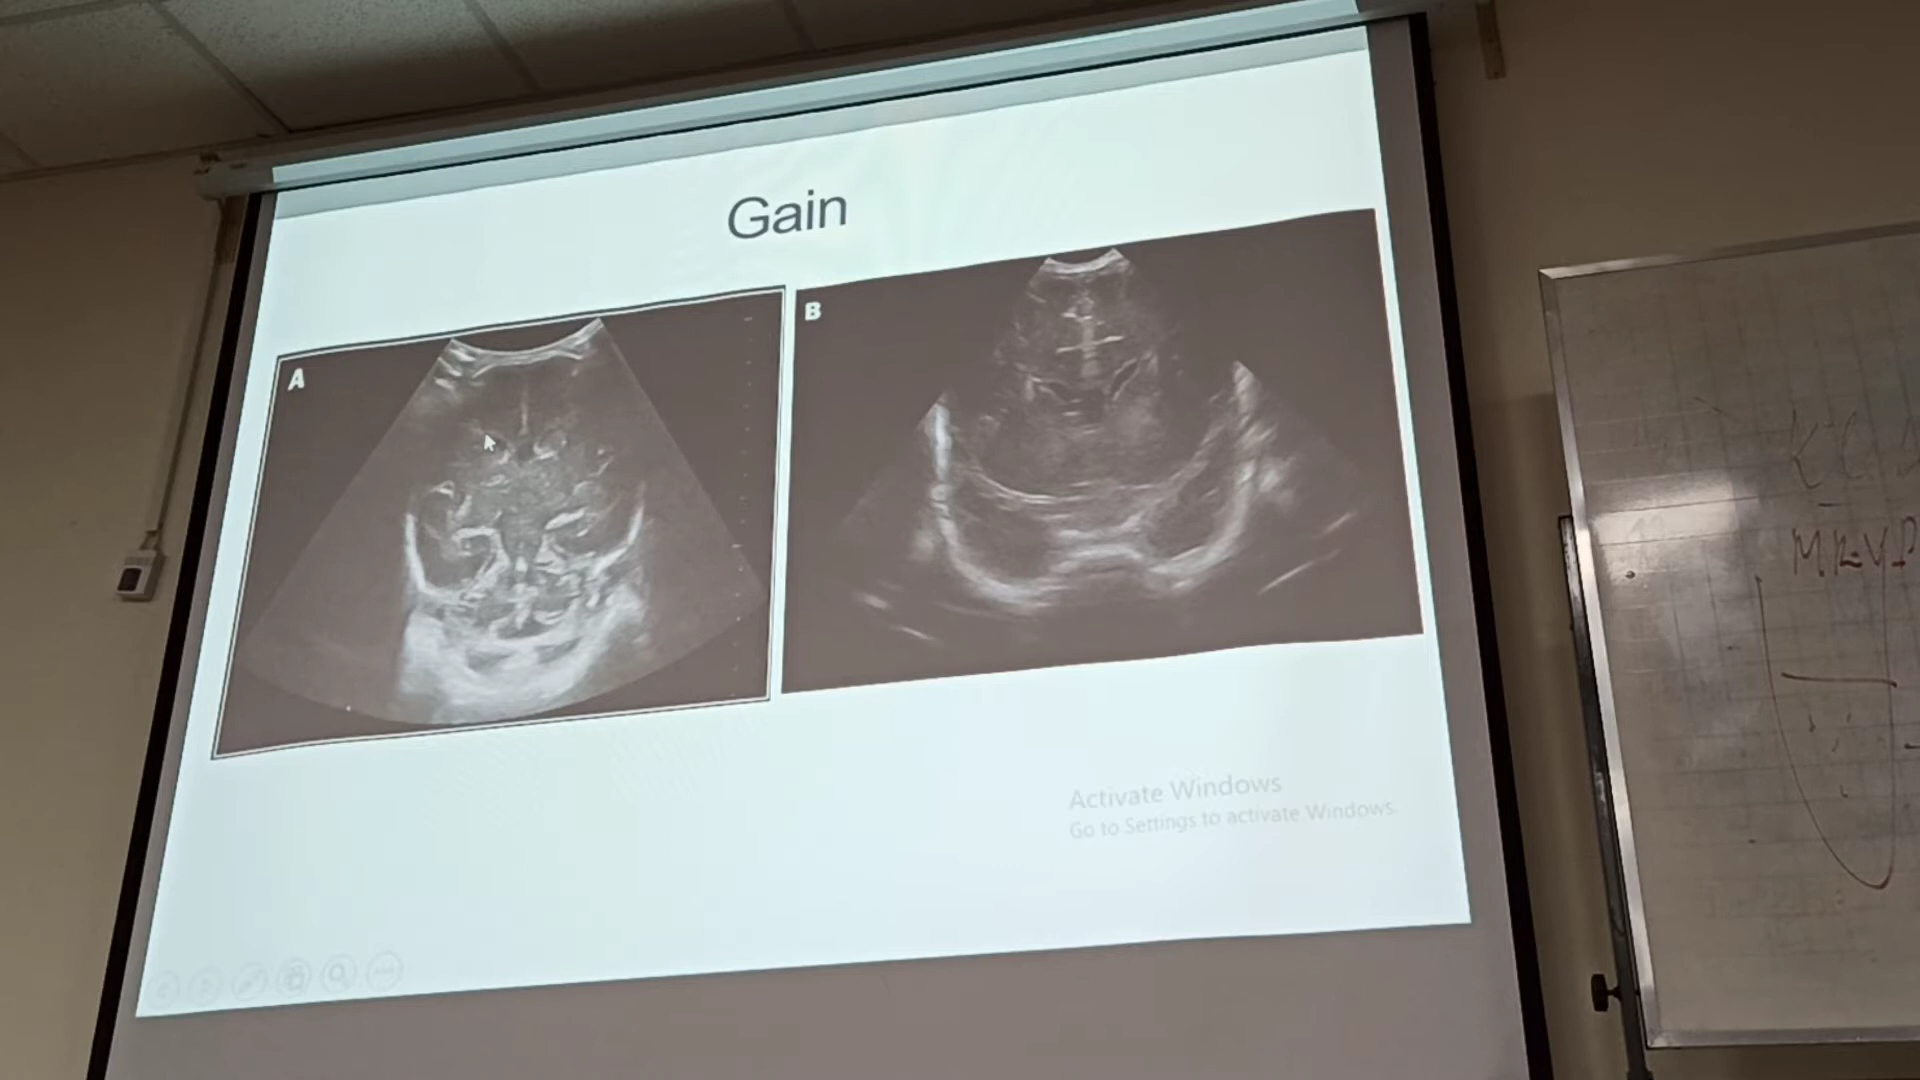 Gain
A
B
Activate Windows
Go to Settings to activate Windows.